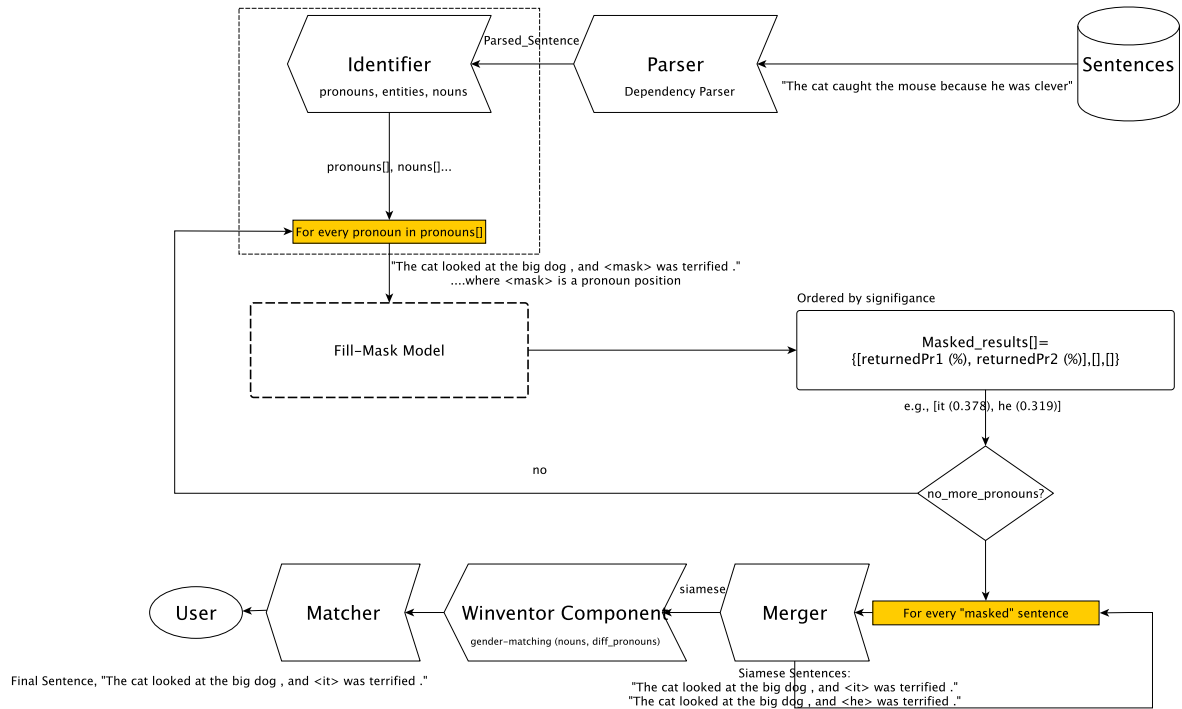 Sentences
"The cat caught the mouse because he was clever"
Parser
Dependency Parser
Parsed_Sentence
Identifier
pronouns, entities, nouns
pronouns[], nouns[]...
For every pronoun in pronouns[]
"The cat looked at the big dog , and <mask> was terrified ."
....where <mask> is a pronoun position
Fill-Mask Model
Ordered by signifigance
Masked_results[]=
{[returnedPr1 (%), returnedPr2 (%)],[],[]}
e.g., [it (0.378), he (0.319)]
no_more_pronouns?
no
For every "masked" sentence
Merger
Siamese Sentences:
"The cat looked at the big dog , and <it> was terrified ."
"The cat looked at the big dog , and <he> was terrified ."
siamese
Winventor Component
gender-matching (nouns, diff_pronouns)
Matcher
User
Final Sentence, "The cat looked at the big dog , and <it> was terrified ."